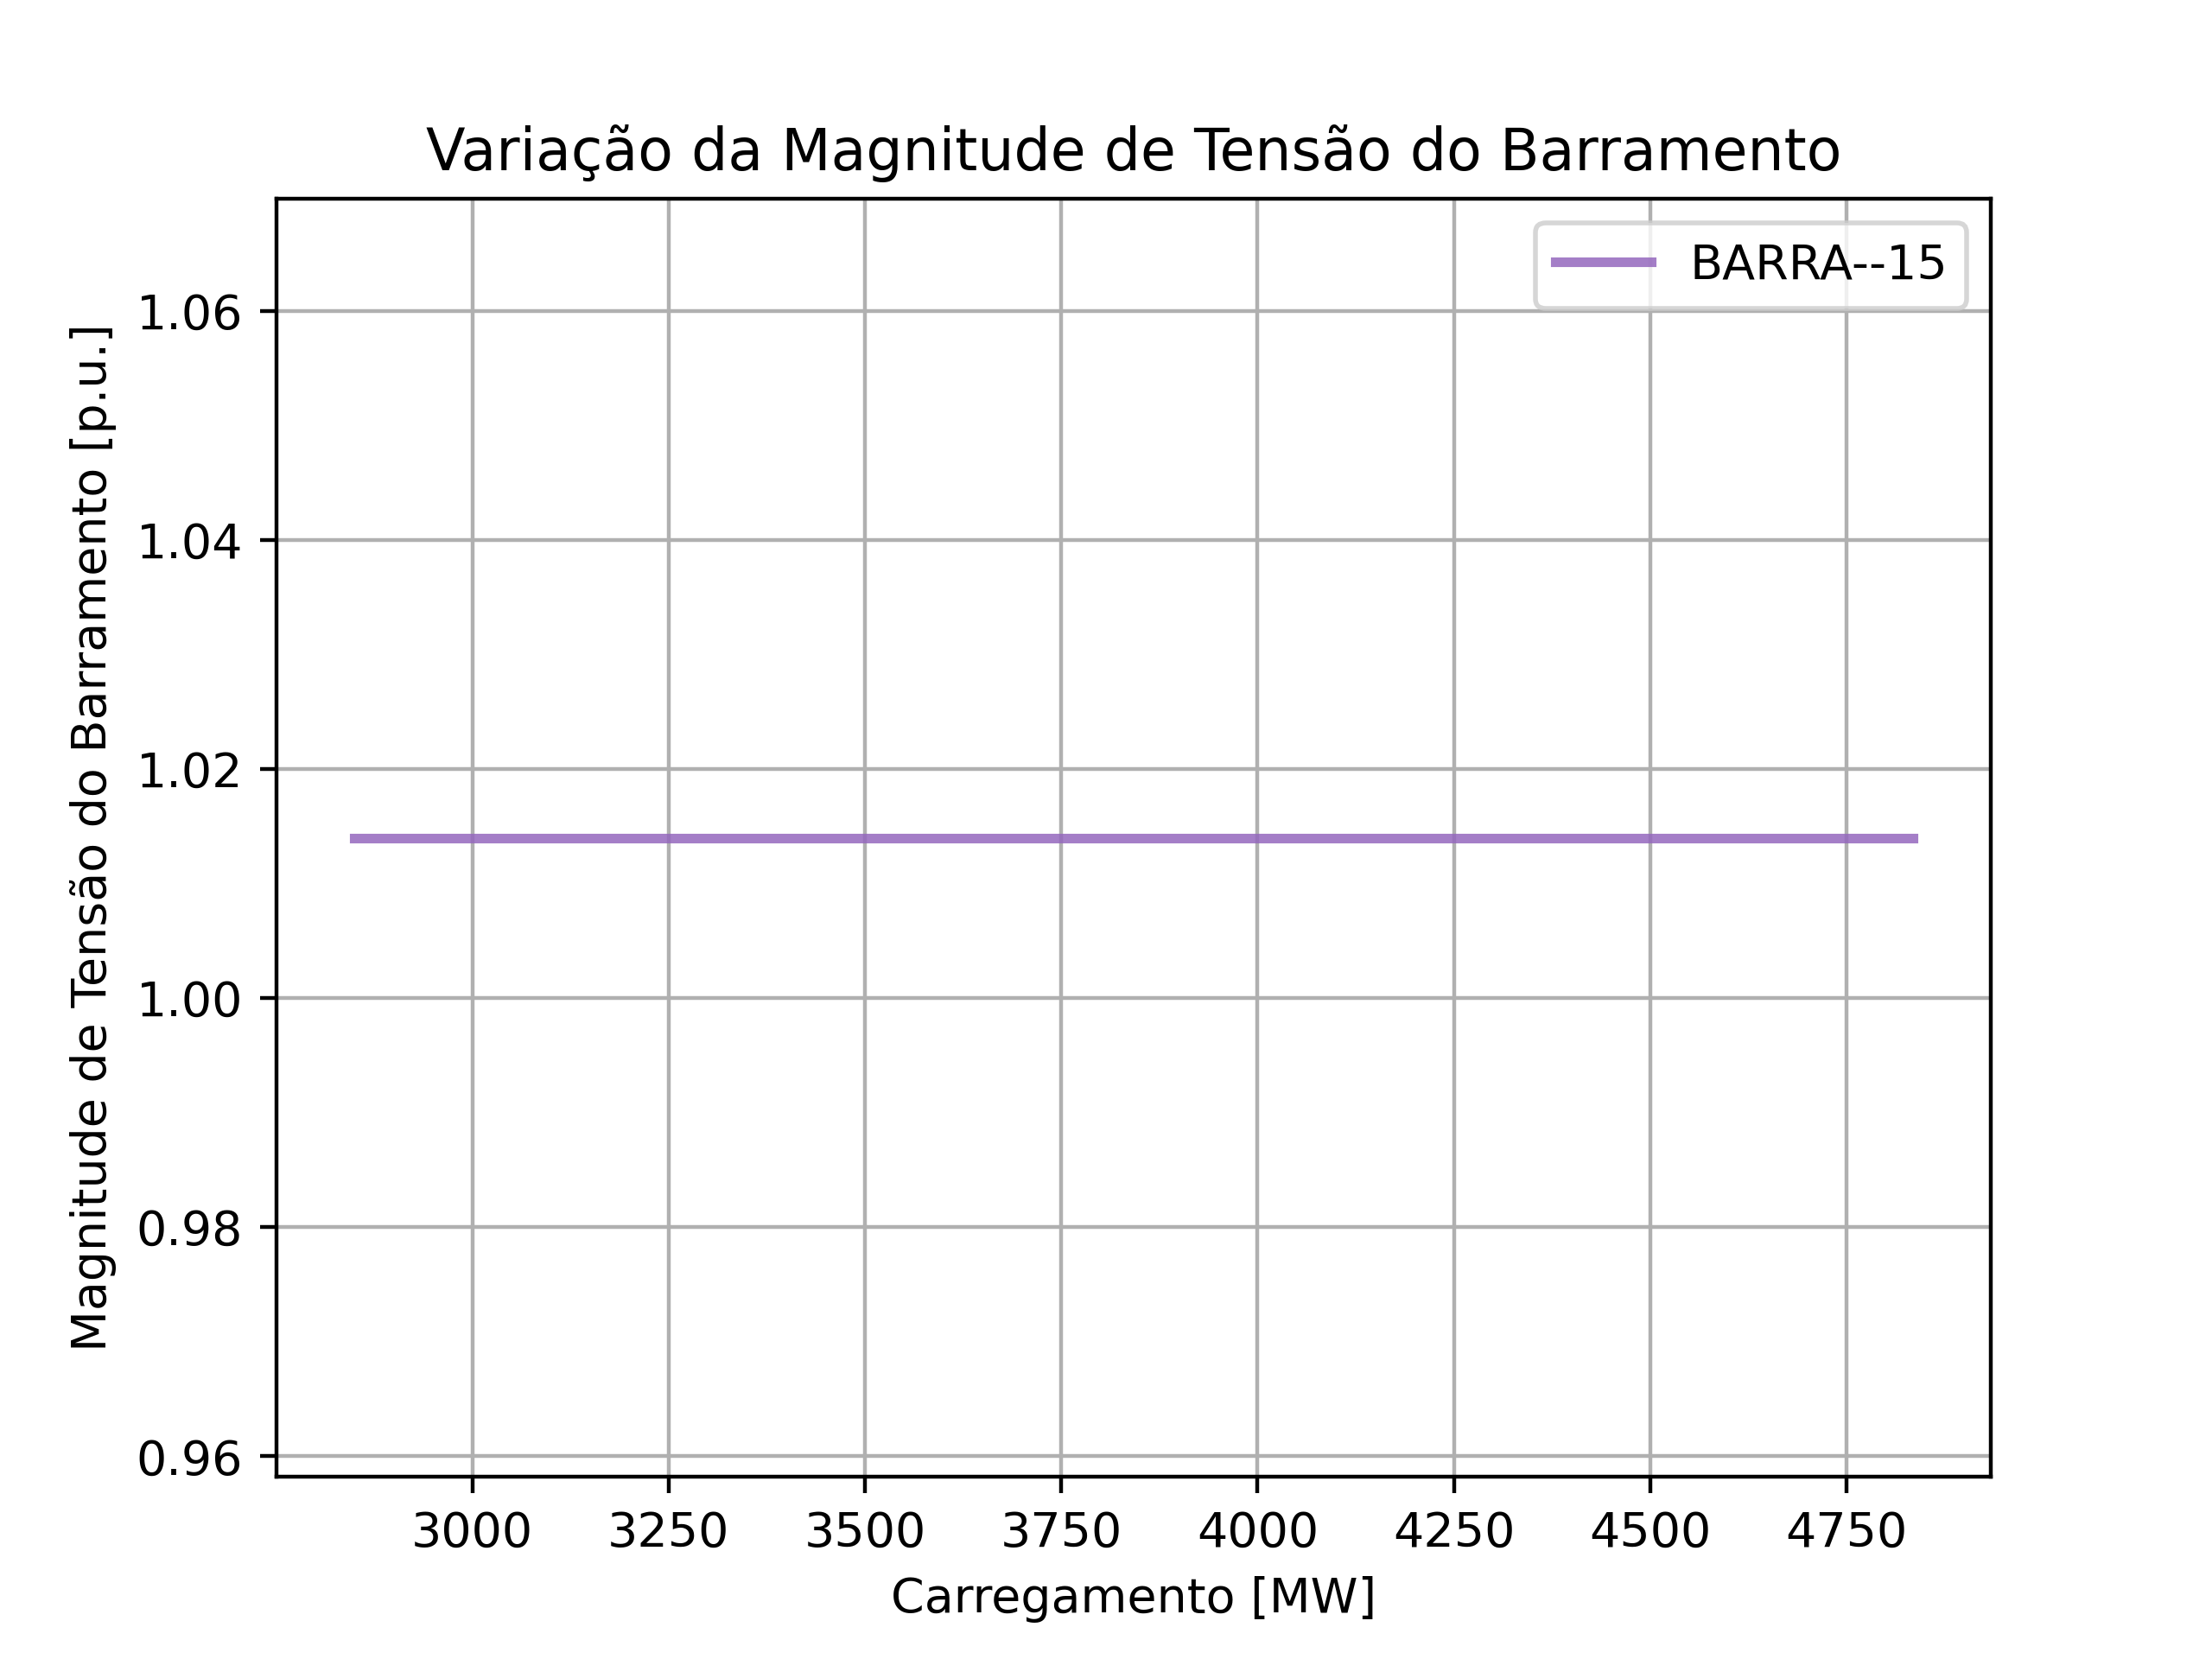 Variação da Magnitude de Tensão do Barramento
BARRA--15
Magnitude de Tensão do Barramento [p.u.]
1.06
1.04
1.02
1.00
0.98
0.96
3000 3250 3500 3750 4000 4250 4500 4750
Carregamento [MW]